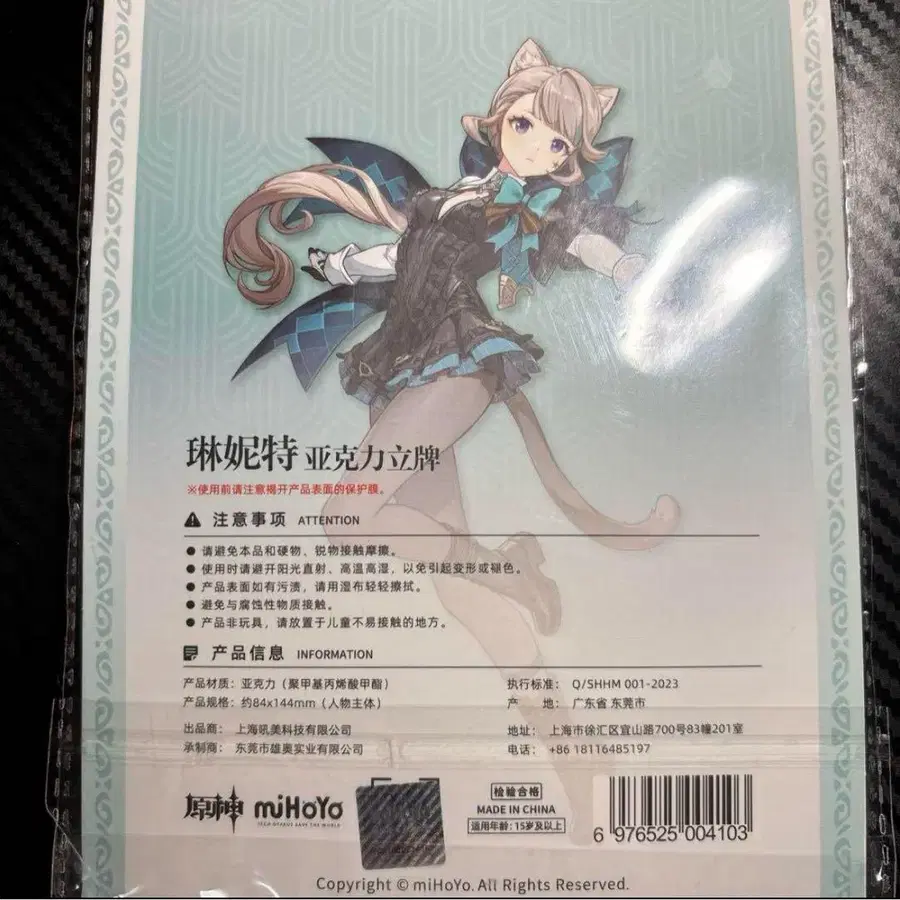 琳妮特 亚克力立牌
※使用前请注意揭开产品表面的保护膜。
注意事项 ATTENTION
● 请避免本品和硬物、锐物接触摩擦。
● 使用时请避开阳光直射、高温高湿，以免引起变形或褪色。
● 产品表面如有污渍，请用湿布轻轻擦拭。
● 避免与腐蚀性物质接触。
● 产品非玩具，请放置于儿童不易接触的地方。
产品信息 INFORMATION
产品材质： 亚克力（聚甲基丙烯酸甲酯） 执行标准： Q/SHHM 001-2023
产品规格：约84x144mm（人物主体） 产 地： 广东省 东莞市
出品商： 上海吼美科技有限公司 地址： 上海市徐汇区宜山路700号83幢201室
承制商： 东莞市雄奥实业有限公司 电话： +86 18116485197
原神 miHoYo
TECH OTAKUS SAVE THE WORLD
检验合格
MADE IN CHINA
适用年龄：15岁及以上
6 976525 004103
Copyright © miHoYo. All Rights Reserved.